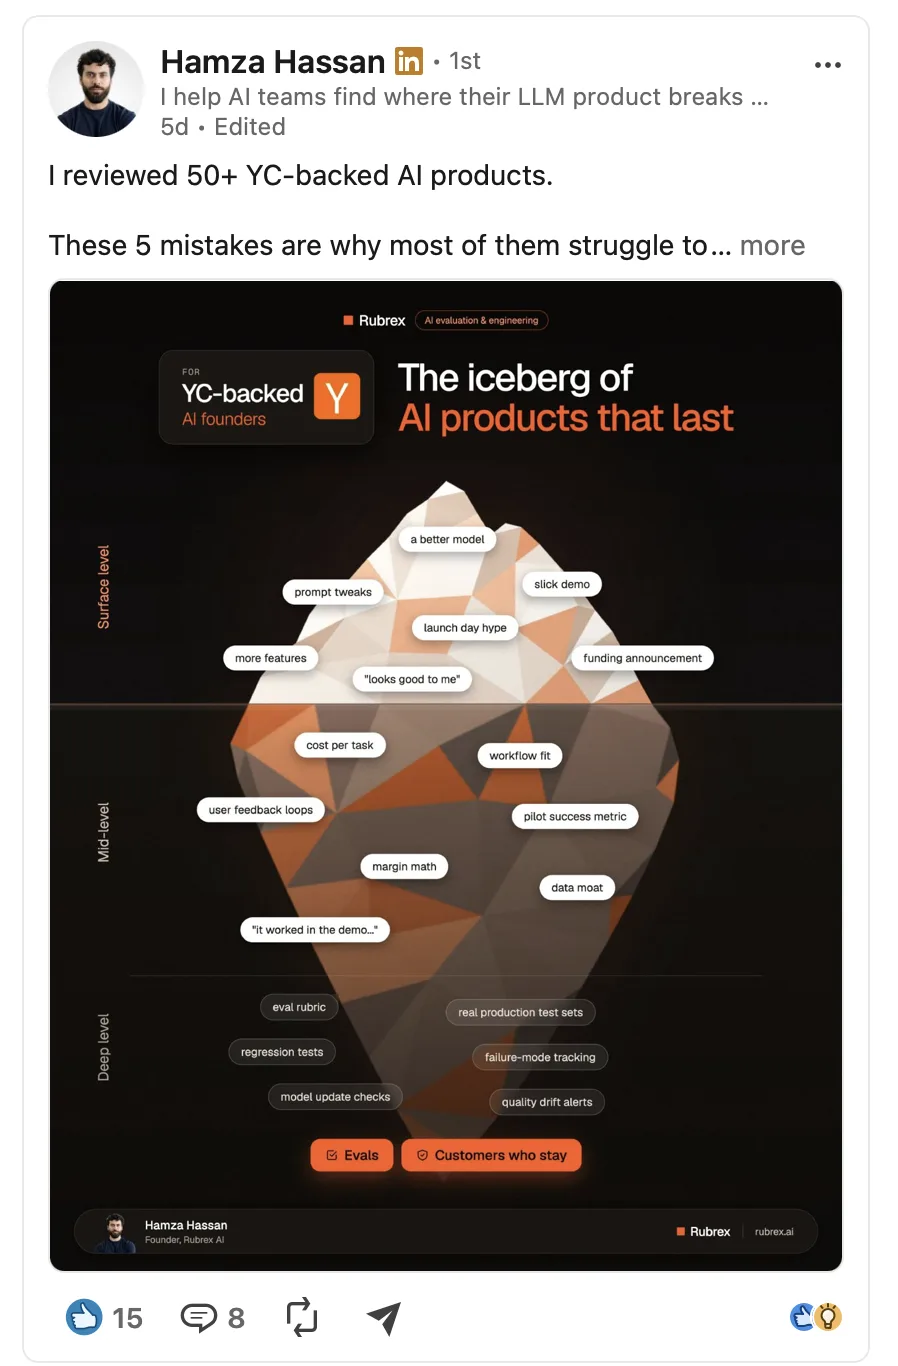 Hamza Hassan in • 1st
I help AI teams find where their LLM product breaks ...
5d • Edited
I reviewed 50+ YC-backed AI products.
These 5 mistakes are why most of them struggle to... more
Rubrex AI evaluation & engineering
FOR
YC-backed
AI founders
Y
The iceberg of
AI products that last
Surface level
a better model
prompt tweaks
slick demo
launch day hype
more features
funding announcement
"looks good to me"
Mid-level
cost per task
workflow fit
user feedback loops
pilot success metric
margin math
data moat
"it worked in the demo..."
Deep level
eval rubric
real production test sets
regression tests
failure-mode tracking
model update checks
quality drift alerts
Evals
Customers who stay
Hamza Hassan
Founder, Rubrex AI
Rubrex
rubrex.ai
15
8